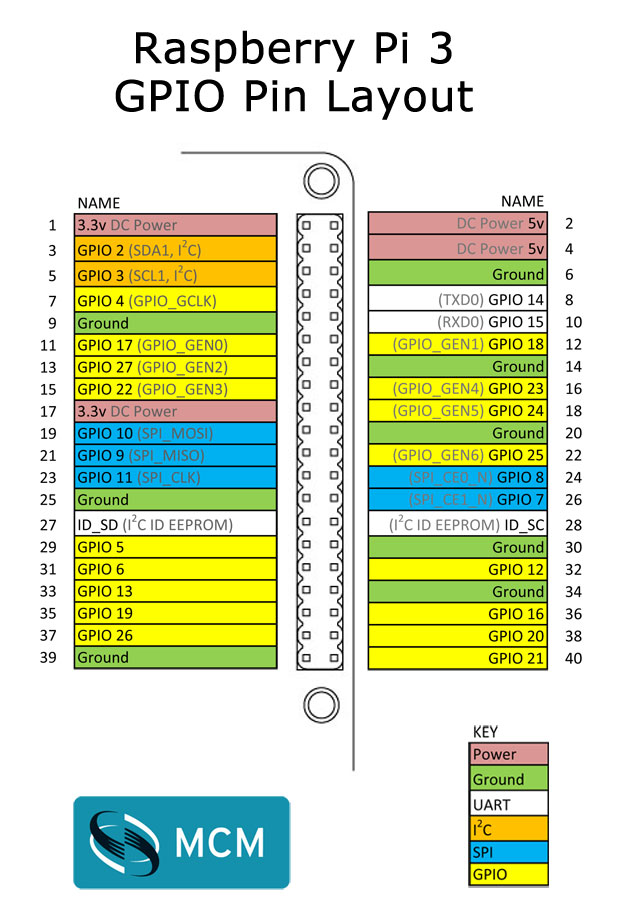 Raspberry Pi 3
GPIO Pin Layout
NAME NAME
1 3.3v DC Power DC Power 5v 2
3 GPIO 2 (SDA1, I²C) DC Power 5v 4
5 GPIO 3 (SCL1, I²C) Ground 6
7 GPIO 4 (GPIO_GCLK) (TXD0) GPIO 14 8
9 Ground (RXD0) GPIO 15 10
11 GPIO 17 (GPIO_GEN0) (GPIO_GEN1) GPIO 18 12
13 GPIO 27 (GPIO_GEN2) Ground 14
15 GPIO 22 (GPIO_GEN3) (GPIO_GEN4) GPIO 23 16
17 3.3v DC Power (GPIO_GEN5) GPIO 24 18
19 GPIO 10 (SPI_MOSI) Ground 20
21 GPIO 9 (SPI_MISO) (GPIO_GEN6) GPIO 25 22
23 GPIO 11 (SPI_CLK) (SPI_CE0_N) GPIO 8 24
25 Ground (SPI_CE1_N) GPIO 7 26
27 ID_SD (I²C ID EEPROM) (I²C ID EEPROM) ID_SC 28
29 GPIO 5 Ground 30
31 GPIO 6 GPIO 12 32
33 GPIO 13 Ground 34
35 GPIO 19 GPIO 16 36
37 GPIO 26 GPIO 20 38
39 Ground GPIO 21 40
KEY
Power
Ground
UART
I²C
SPI
GPIO
MCM